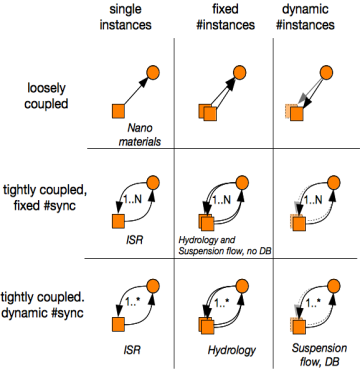 single
instances
fixed
#instances
dynamic
#instances
loosely
coupled
Nano
materials
tightly coupled,
fixed #sync
1..N
1..N
1..N
ISR
Hydrology and
Suspension flow, no DB
tightly coupled.
dynamic #sync
1..*
1..*
1..*
ISR
Hydrology
Suspension
flow, DB